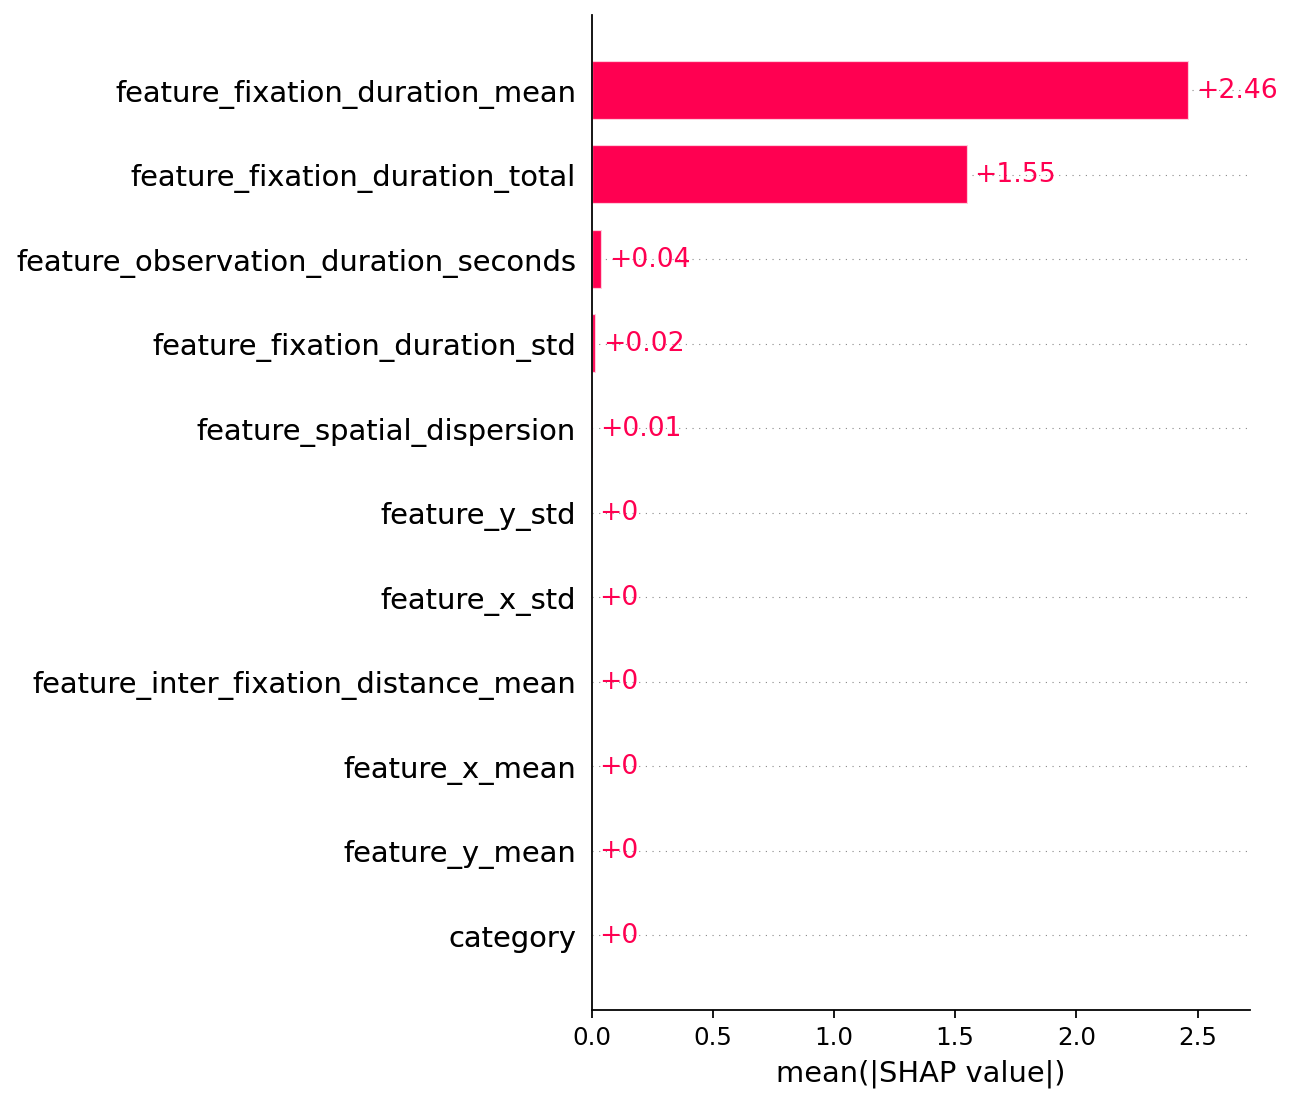 feature_fixation_duration_mean +2.46
feature_fixation_duration_total +1.55
feature_observation_duration_seconds +0.04
feature_fixation_duration_std +0.02
feature_spatial_dispersion +0.01
feature_y_std +0
feature_x_std +0
feature_inter_fixation_distance_mean +0
feature_x_mean +0
feature_y_mean +0
category +0
0.0 0.5 1.0 1.5 2.0 2.5
mean(|SHAP value|)